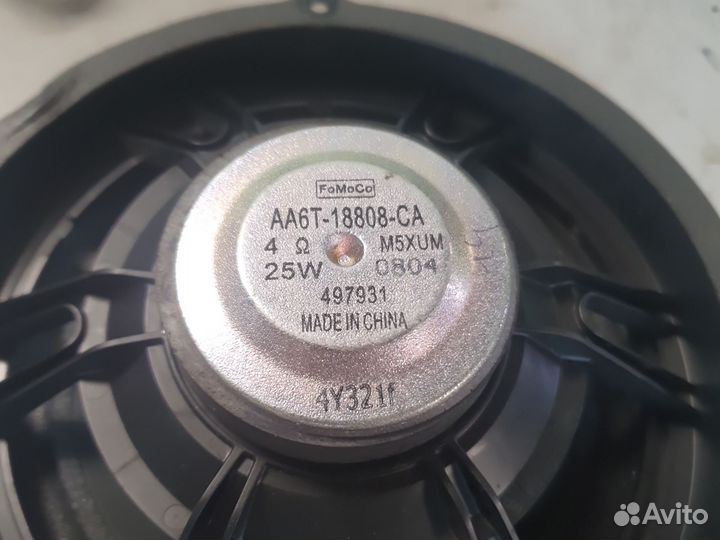 FoMoCo
AA6T-18808-CA
4 Ω M5XUM
25W 0804
497931
MADE IN CHINA
4Y321f
Avito